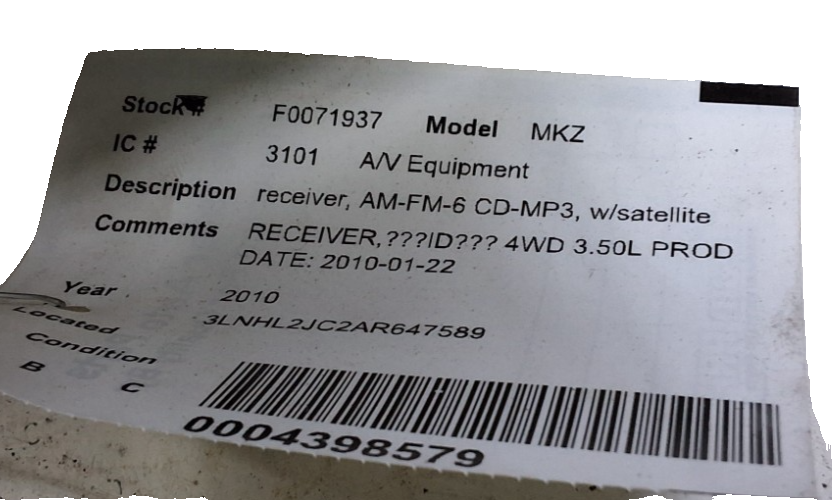 Stock # F0071937 Model MKZ
IC # 3101 A/V Equipment
Description receiver, AM-FM-6 CD-MP3, w/satellite
Comments RECEIVER,???ID??? 4WD 3.50L PROD
DATE: 2010-01-22
Year 2010
Located 3LNHL2JC2AR647589
Condition
B C
0004398579